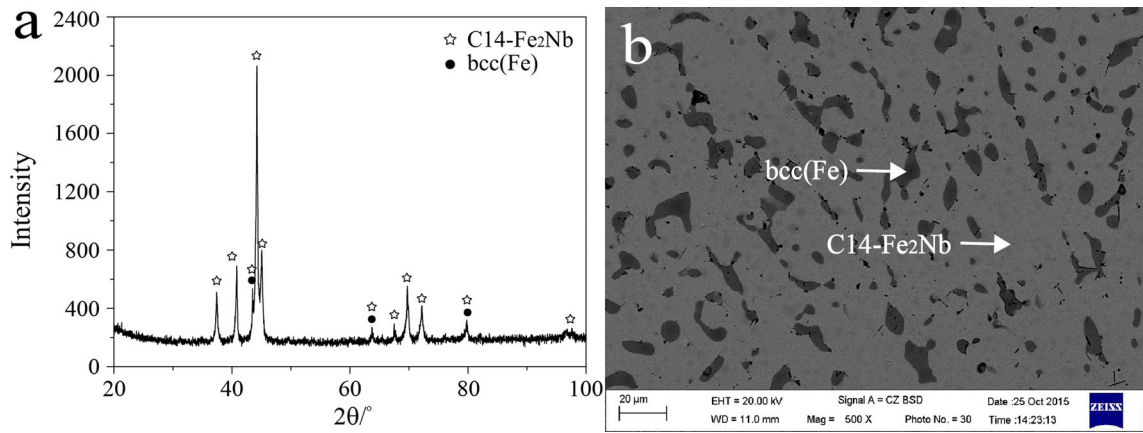 a
2400
2000
1600
1200
800
400
0
Intensity
20 40 60 80 100
2θ/°
☆ C14-Fe₂Nb
● bcc(Fe)
b
bcc(Fe)
C14-Fe₂Nb
20 μm
EHT = 20.00 kV Signal A = CZ BSD Date :25 Oct 2015
WD = 11.0 mm Mag = 500 X Photo No. = 30 Time :14:23:13
ZEISS